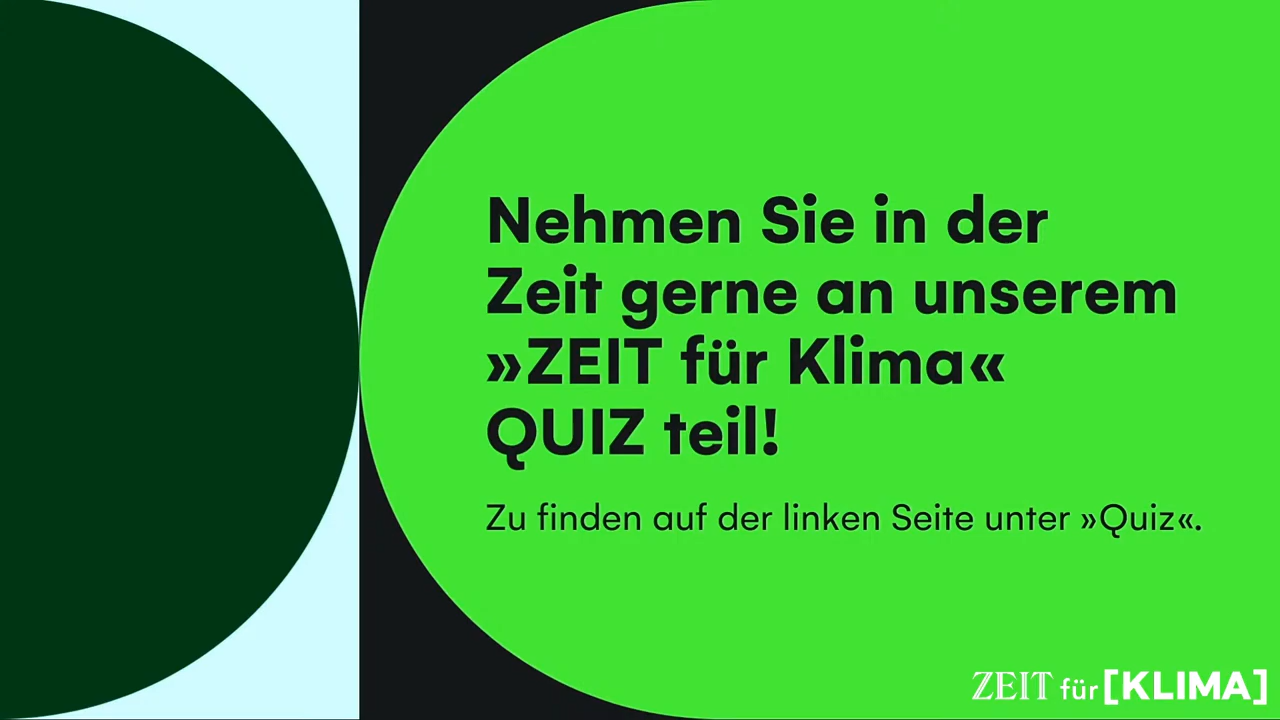 Nehmen Sie in der
Zeit gerne an unserem
»ZEIT für Klima«
QUIZ teil!
Zu finden auf der linken Seite unter »Quiz«.
ZEIT für [KLIMA]